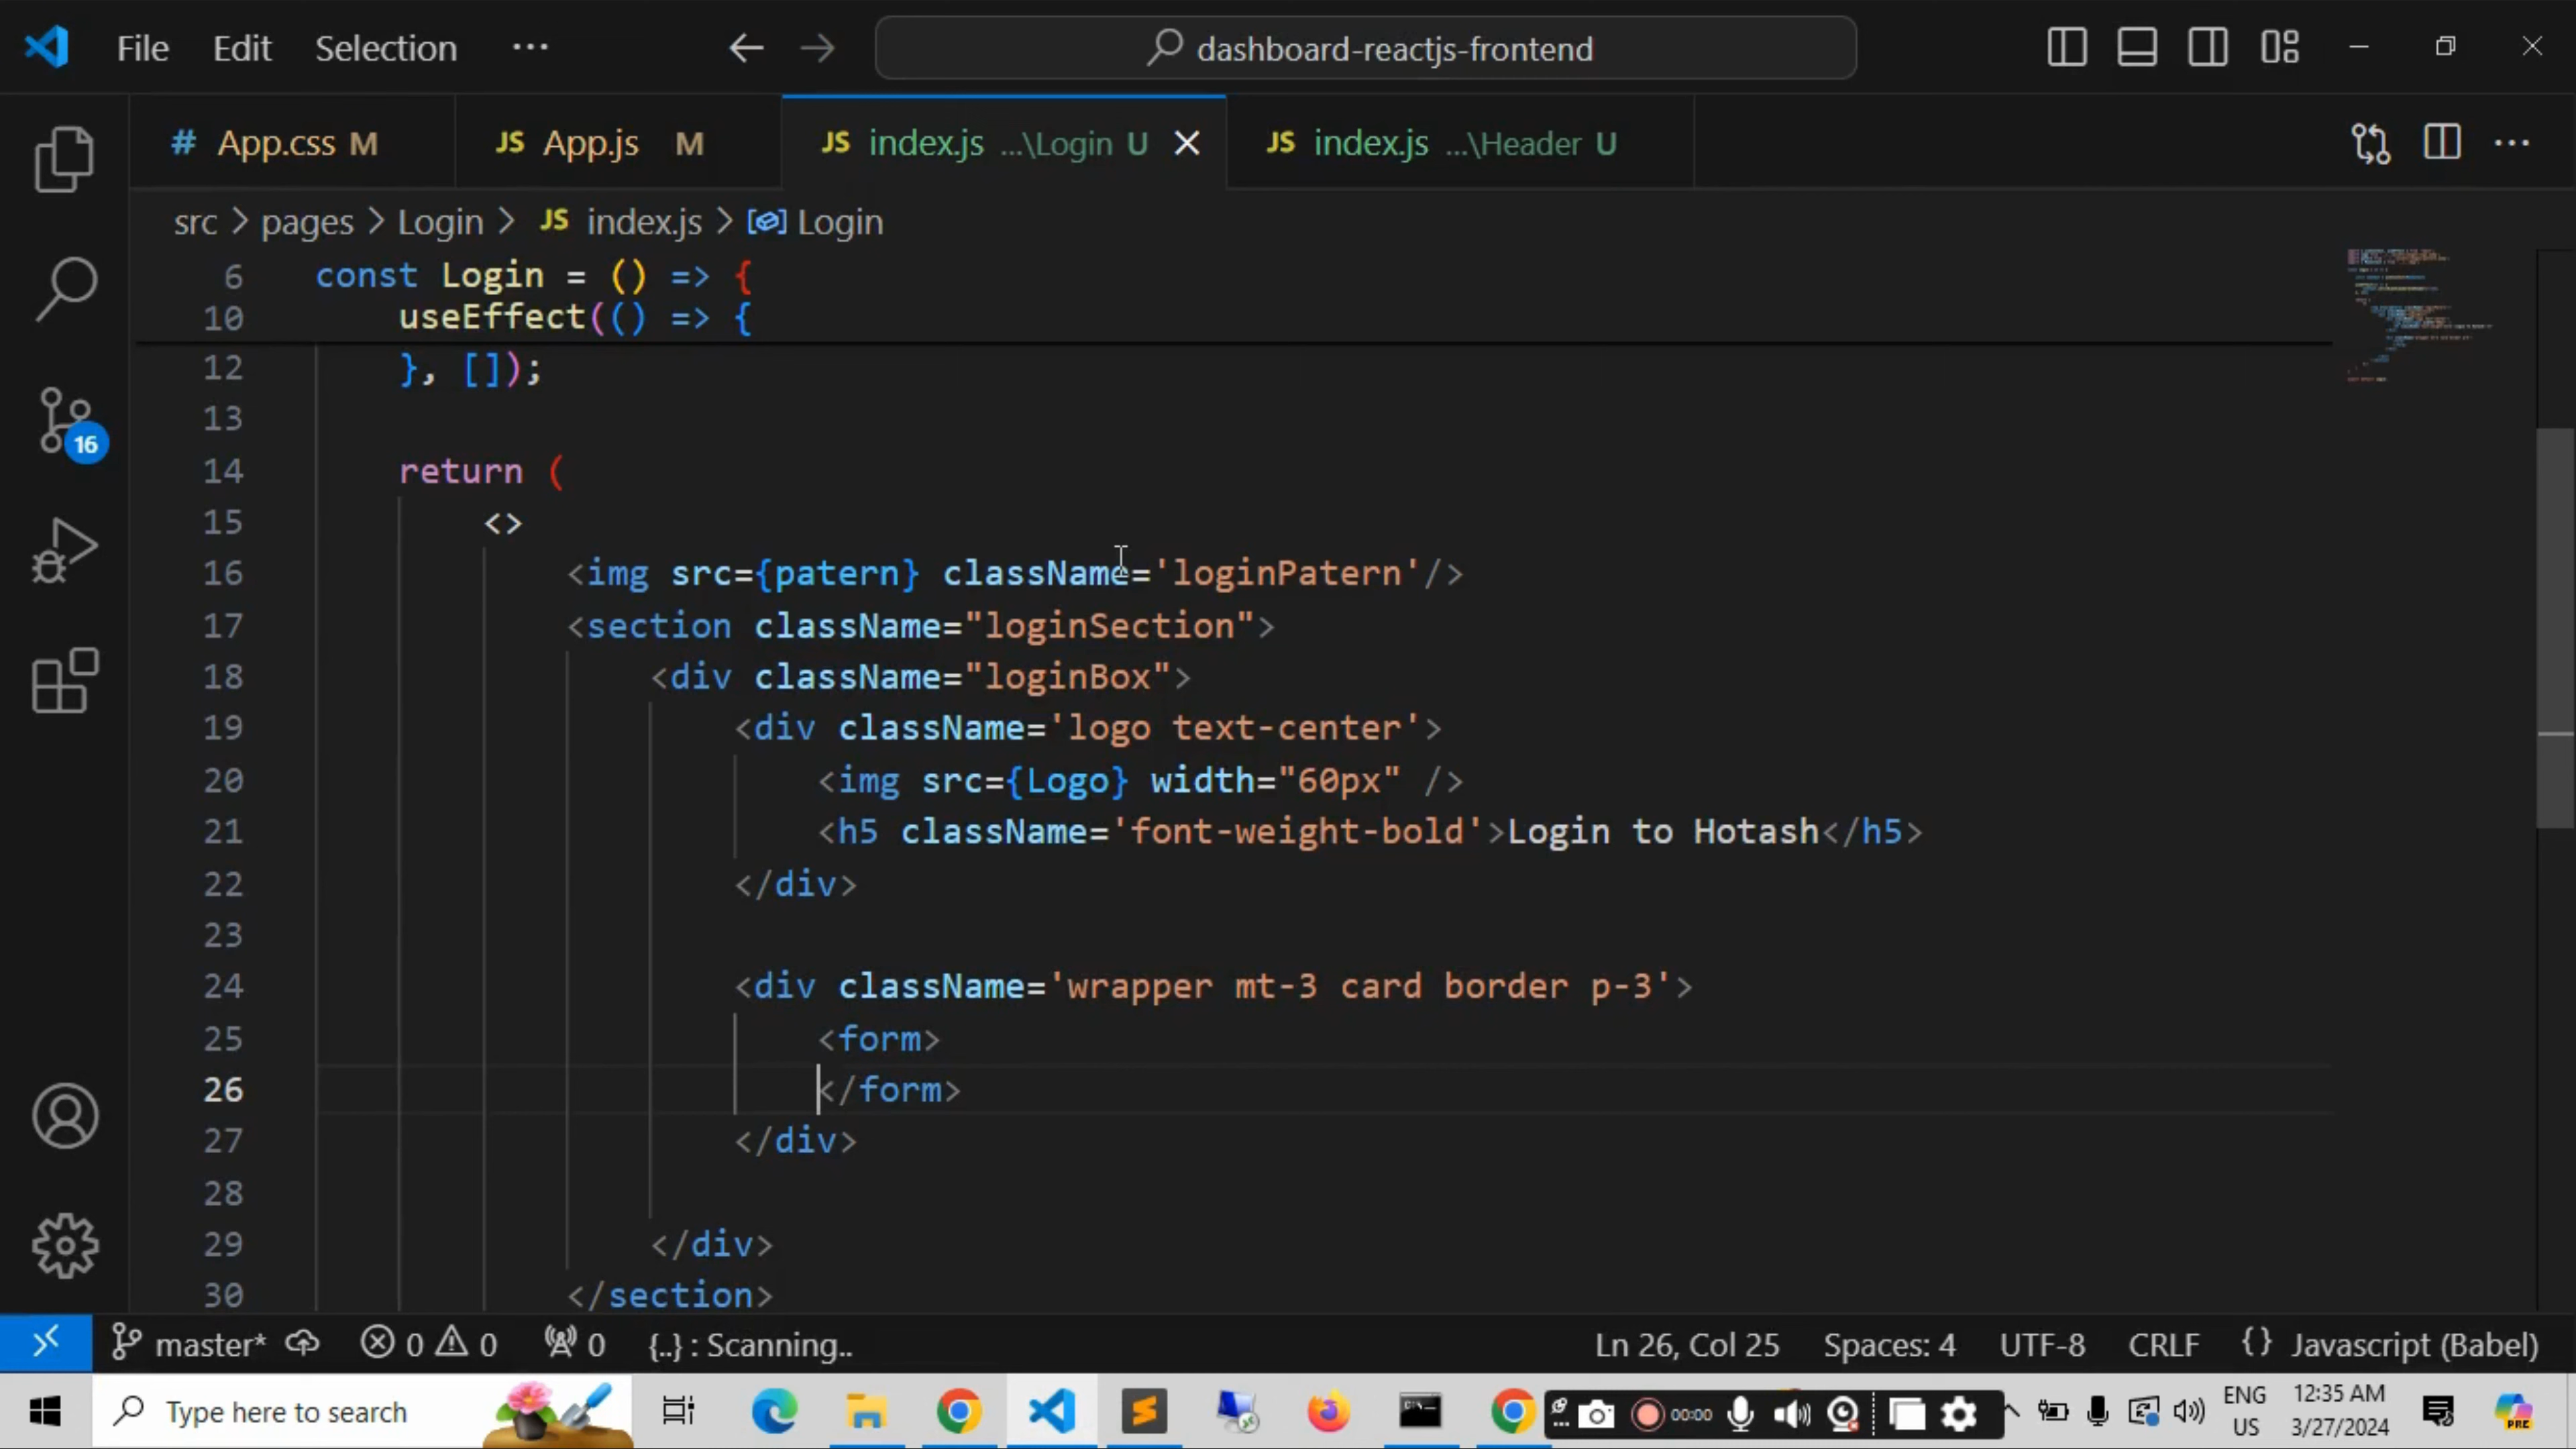 File Edit Selection ··· dashboard-reactjs-frontend
# App.css M JS App.js M JS index.js ...\Login U JS index.js ...\Header U
src > pages > Login > JS index.js > Login
6 const Login = () => {
10 useEffect(() => {
12 }, []);
13
14 return (
15 <>
16 <img src={patern} className='loginPatern'/>
17 <section className="loginSection">
18 <div className="loginBox">
19 <div className='logo text-center'>
20 <img src={Logo} width="60px" />
21 <h5 className='font-weight-bold'>Login to Hotash</h5>
22 </div>
23
24 <div className='wrapper mt-3 card border p-3'>
25 <form>
26 </form>
27 </div>
28
29 </div>
30 </section>
16
master* 0 0 0 {..} : Scanning.. Ln 26, Col 25 Spaces: 4 UTF-8 CRLF {} Javascript (Babel)
Type here to search 00:00 ENG 12:35 AM
US 3/27/2024 PRE